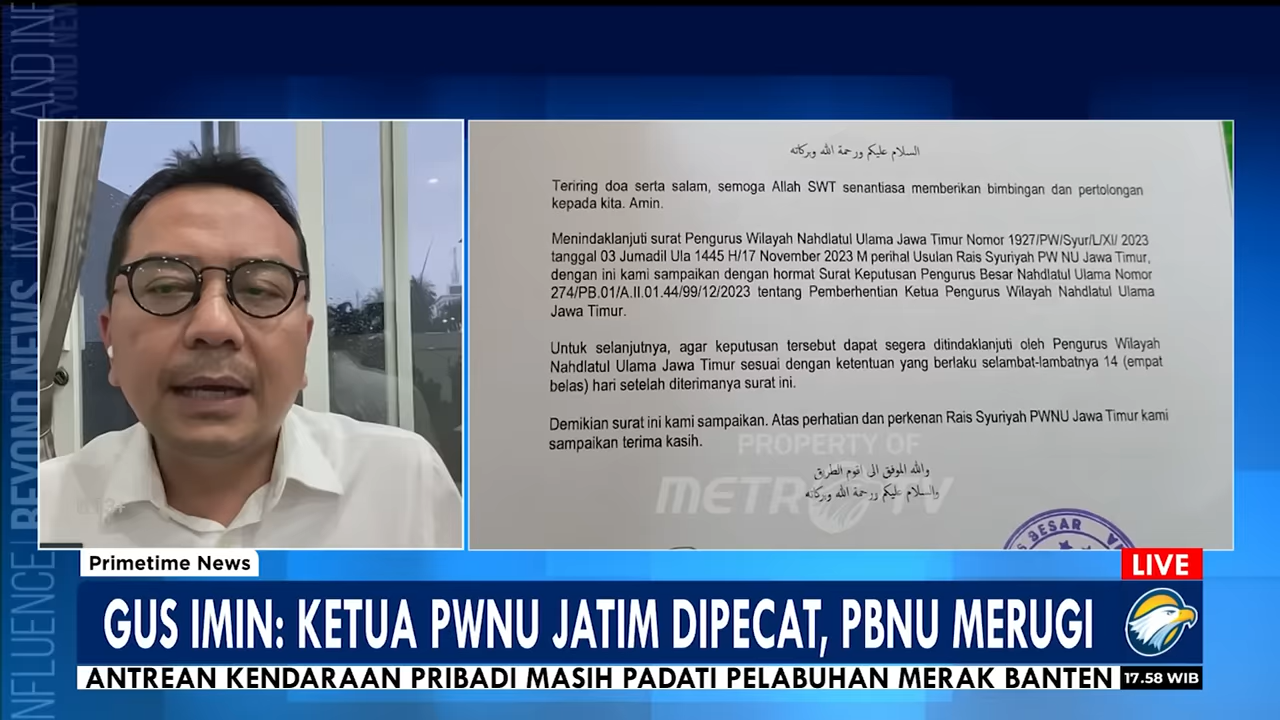 INFLUENCE | BEYOND NEWS, IMPACT AND INF
BEYOND NEW
السلام عليكم ورحمة الله وبركاته
Teriring doa serta salam, semoga Allah SWT senantiasa memberikan bimbingan dan pertolongan
kepada kita. Amin.
Menindaklanjuti surat Pengurus Wilayah Nahdlatul Ulama Jawa Timur Nomor 1927/PW/Syur/L/XI/ 2023
tanggal 03 Jumadil Ula 1445 H/17 November 2023 M perihal Usulan Rais Syuriyah PW NU Jawa Timur,
dengan ini kami sampaikan dengan hormat Surat Keputusan Pengurus Besar Nahdlatul Ulama Nomor
274/PB.01/A.II.01.44/99/12/2023 tentang Pemberhentian Ketua Pengurus Wilayah Nahdlatul Ulama
Jawa Timur.
Untuk selanjutnya, agar keputusan tersebut dapat segera ditindaklanjuti oleh Pengurus Wilayah
Nahdlatul Ulama Jawa Timur sesuai dengan ketentuan yang berlaku selambat-lambatnya 14 (empat
belas) hari setelah diterimanya surat ini.
Demikian surat ini kami sampaikan. Atas perhatian dan perkenan Rais Syuriyah PWNU Jawa Timur kami
sampaikan terima kasih.
PROPERTY OF
METRO TV
والله الموفق الى اقوم الطريق
والسلام عليكم ورحمة الله وبركاته
BESAR
Primetime News
LIVE
GUS IMIN: KETUA PWNU JATIM DIPECAT, PBNU MERUGI
ANTREAN KENDARAAN PRIBADI MASIH PADATI PELABUHAN MERAK BANTEN
17.58 WIB